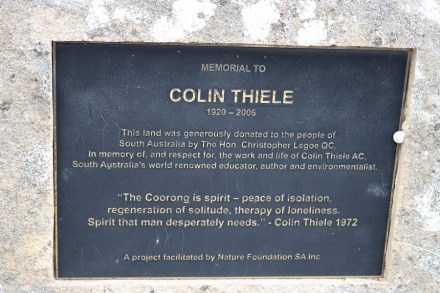 MEMORIAL TO
COLIN THIELE
1920 – 2006
This land was generously donated to the people of
South Australia by The Hon. Christopher Legoe QC.
In memory of, and respect for, the work and life of Colin Thiele AC,
South Australia's world renowned educator, author and environmentalist.
"The Coorong is spirit – peace of isolation,
regeneration of solitude, therapy of loneliness.
Spirit that man desperately needs." - Colin Thiele 1972
A project facilitated by Nature Foundation SA Inc